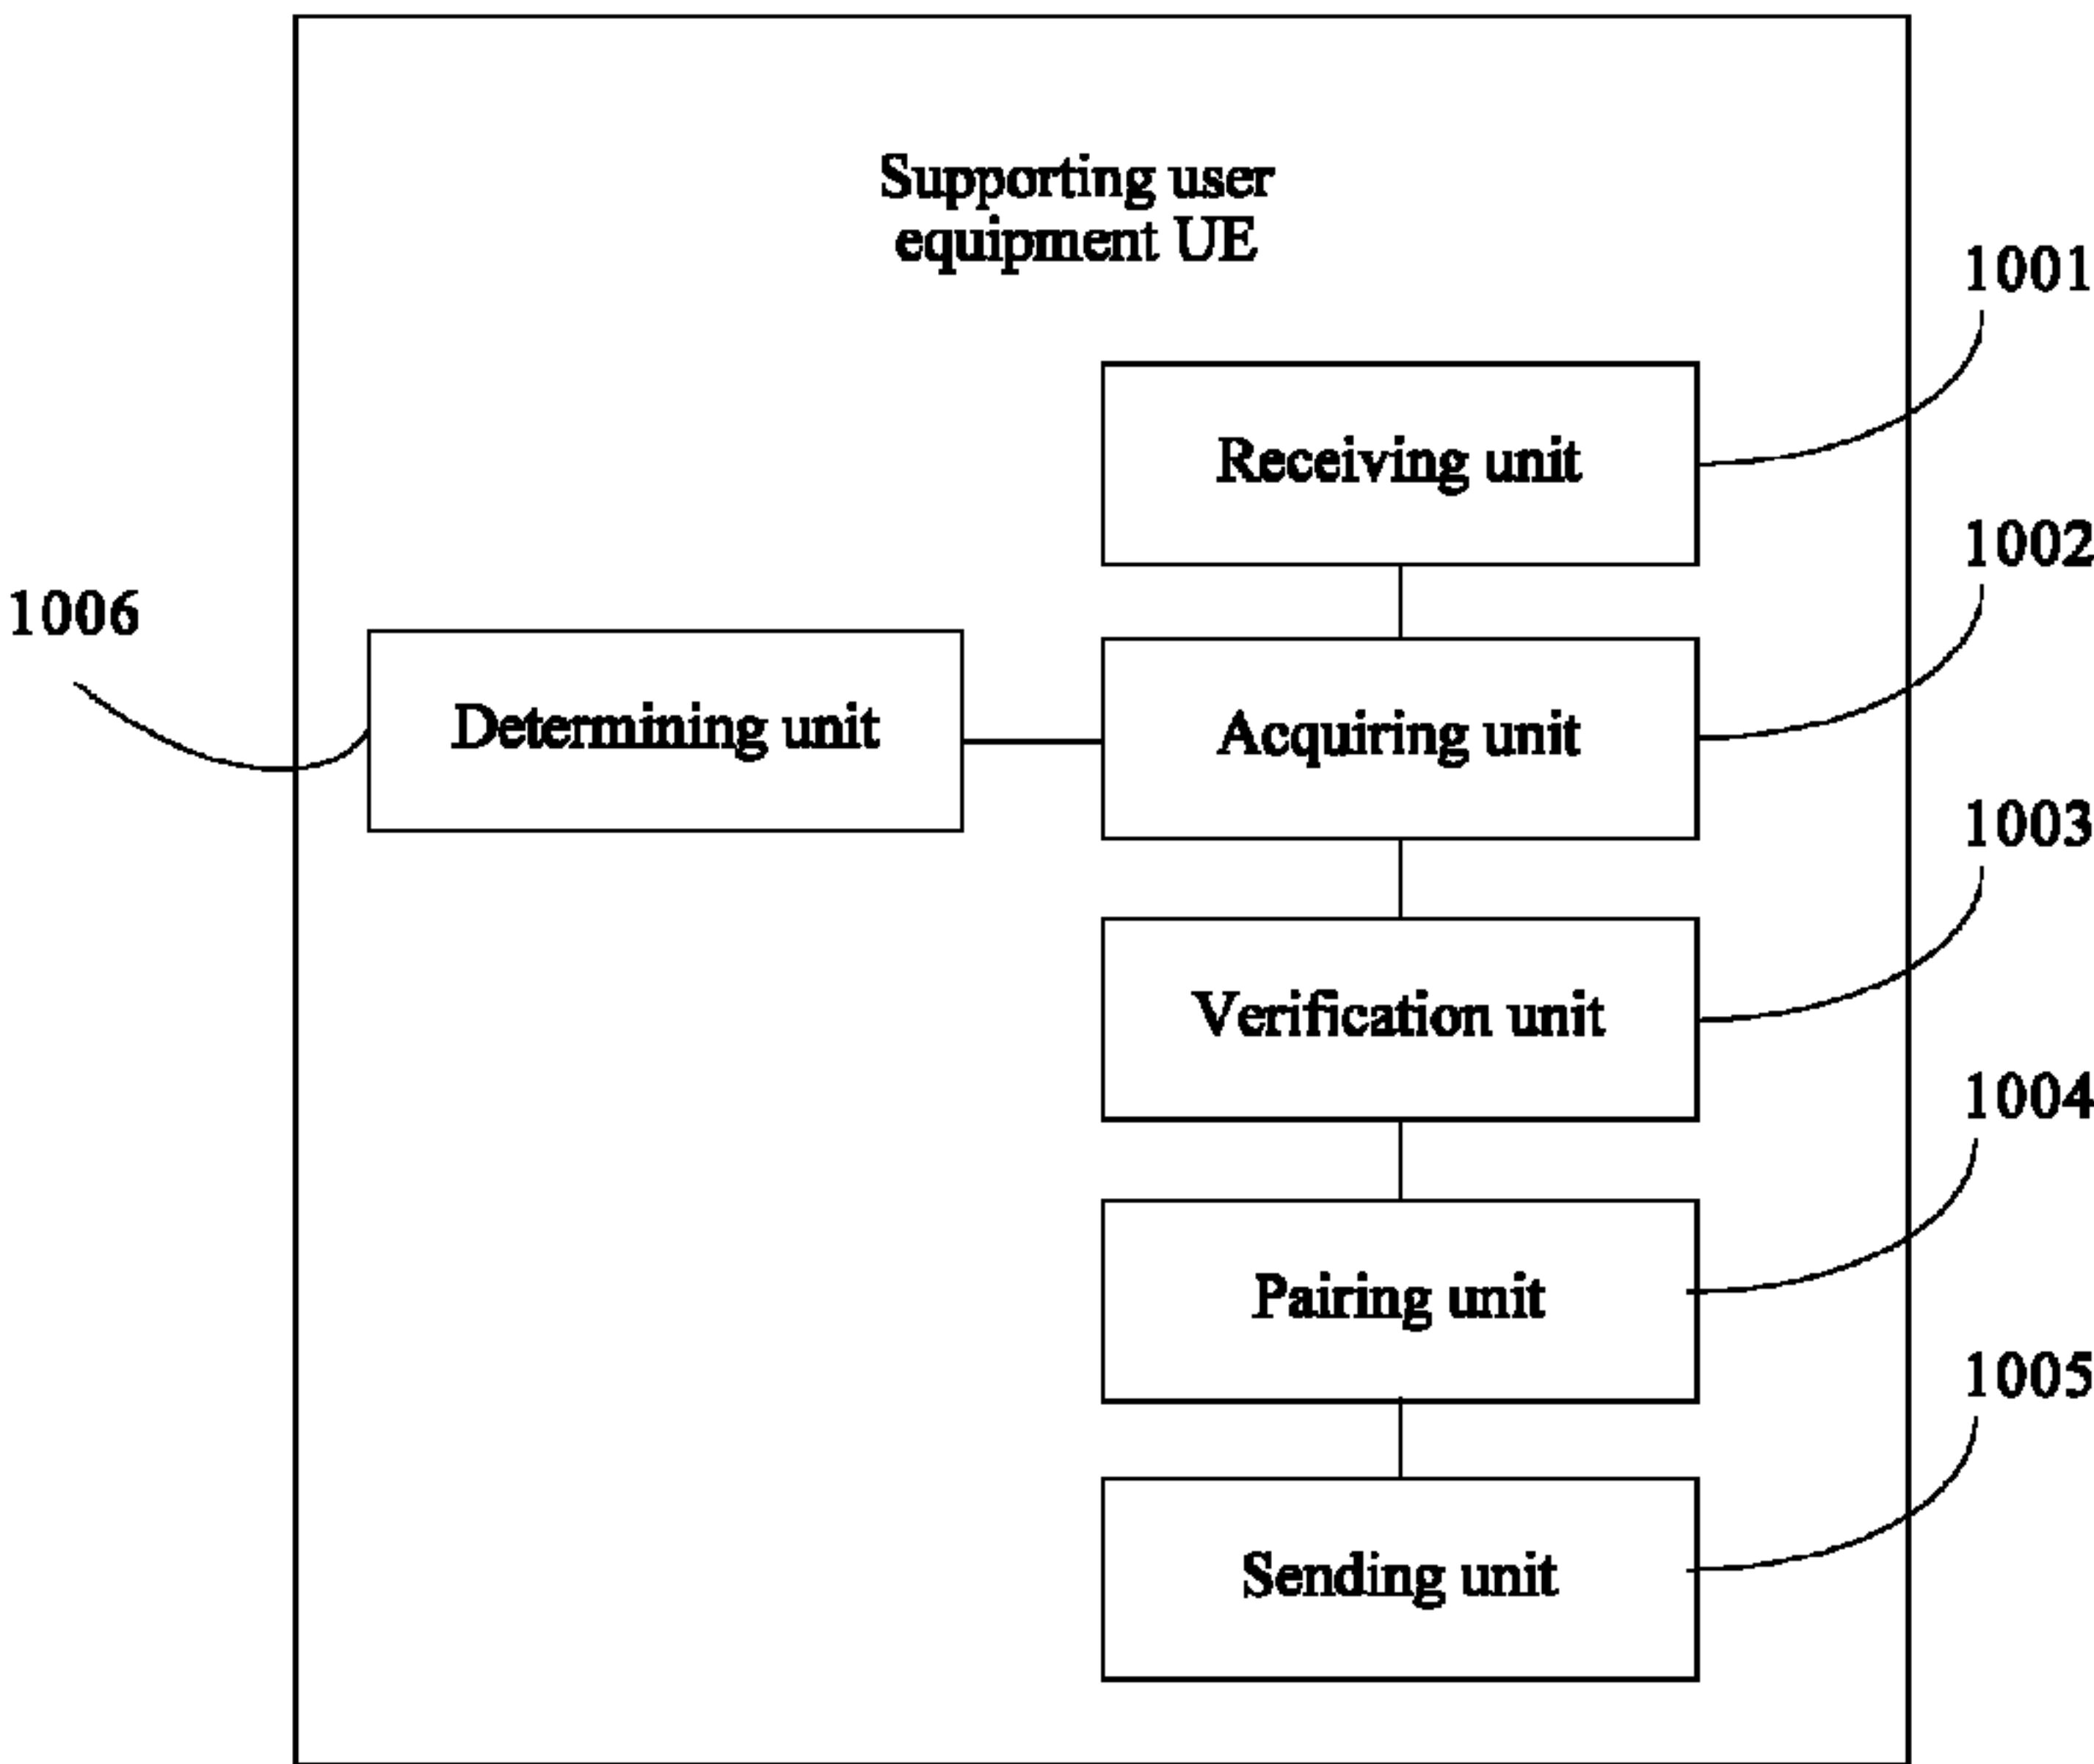 Supporting user
equipment UE
1001
Receiving unit
1002
1006
Determining unit
Acquiring unit
1003
Verification unit
1004
Pairing unit
1005
Sending unit